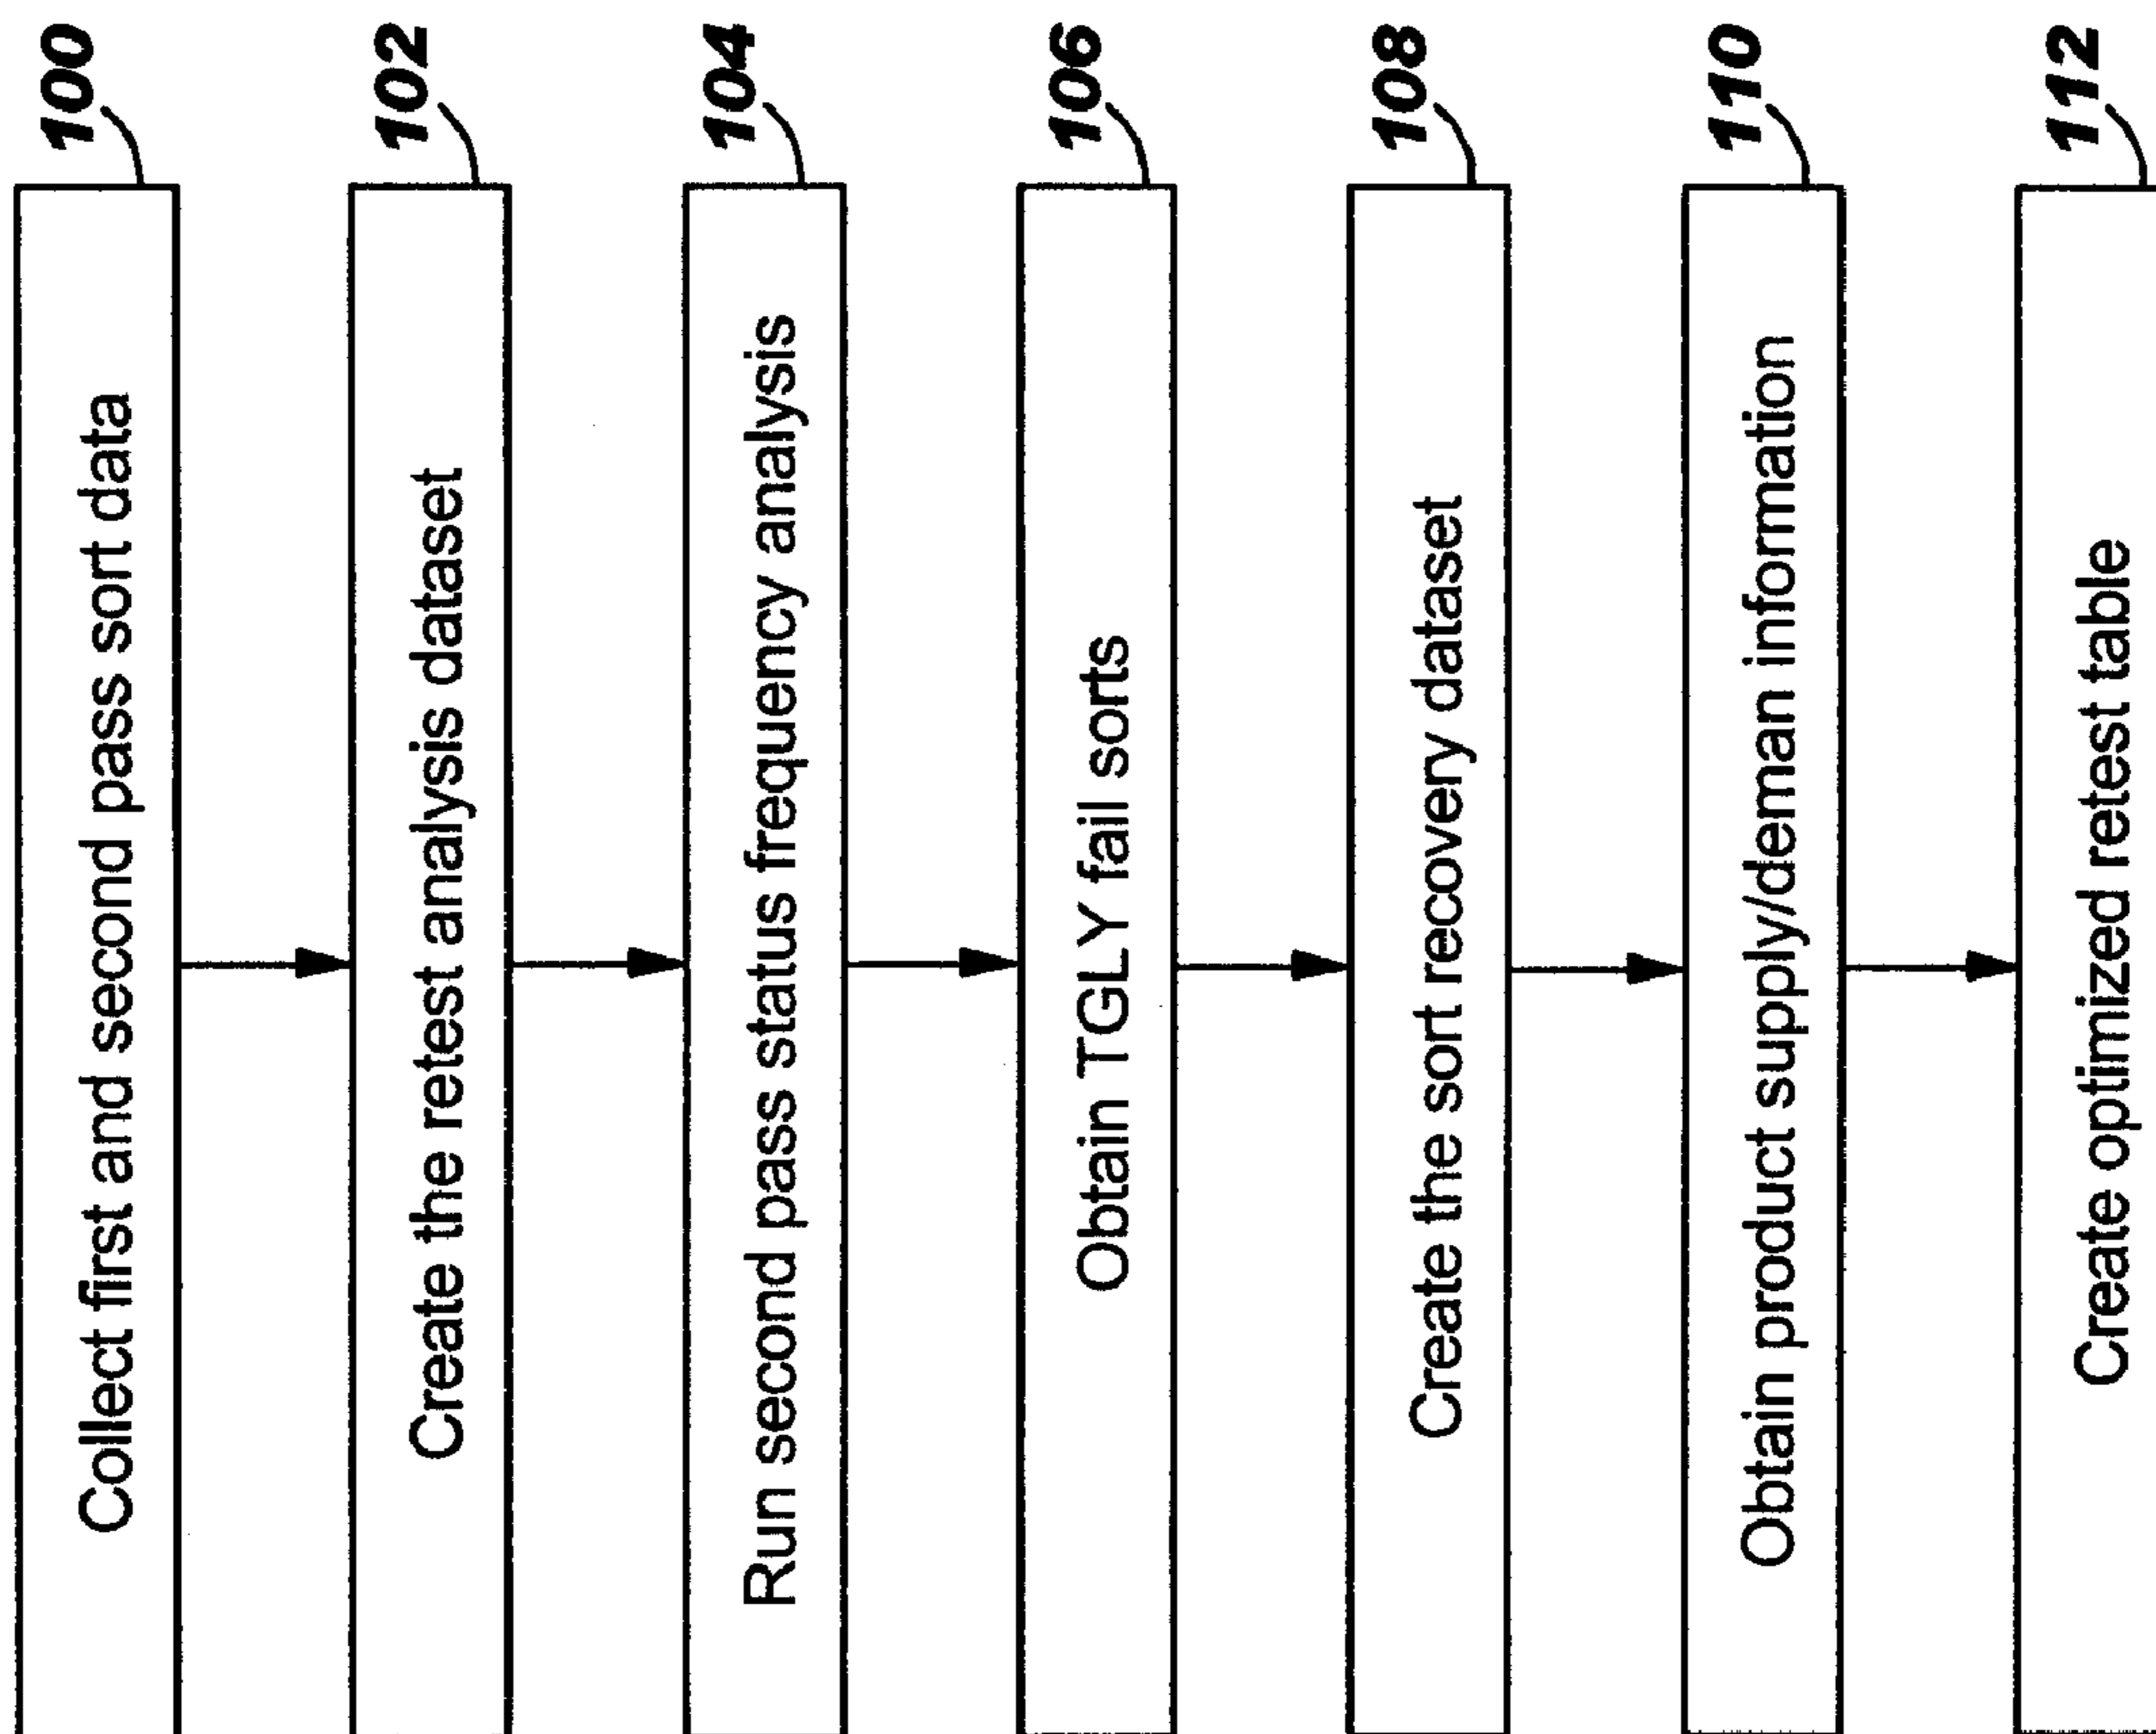 100
Collect first and second pass sort data
102
Create the retest analysis dataset
104
Run second pass status frequency analysis
106
Obtain TGLY fail sorts
108
Create the sort recovery dataset
110
Obtain product supply/deman information
112
Create optimized retest table